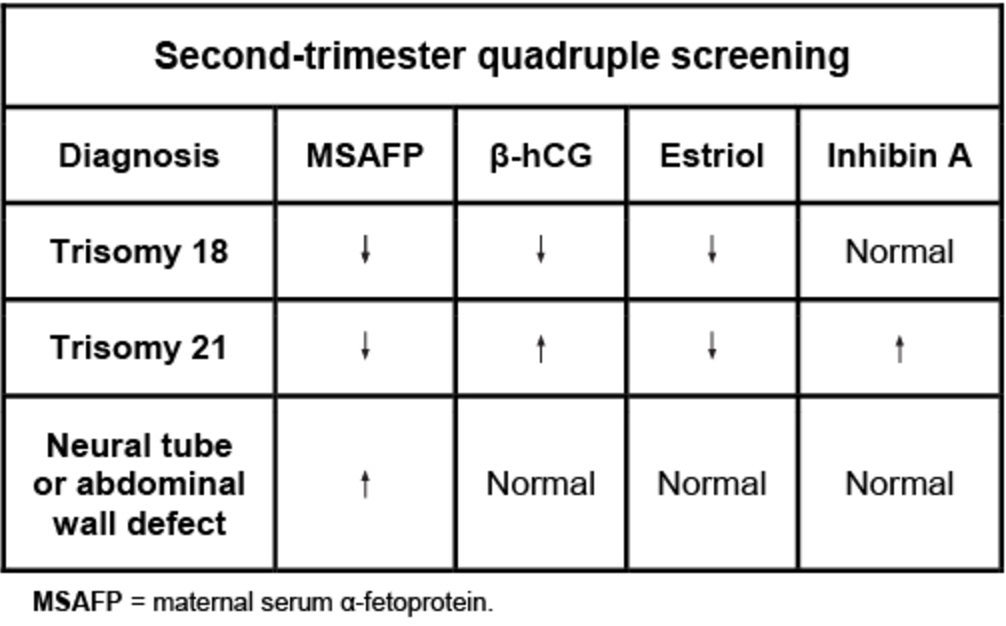 Second-trimester quadruple screening
Diagnosis MSAFP β-hCG Estriol Inhibin A
Trisomy 18 ↓ ↓ ↓ Normal
Trisomy 21 ↓ ↑ ↓ ↑
Neural tube
or abdominal
wall defect ↑ Normal Normal Normal
MSAFP = maternal serum α-fetoprotein.